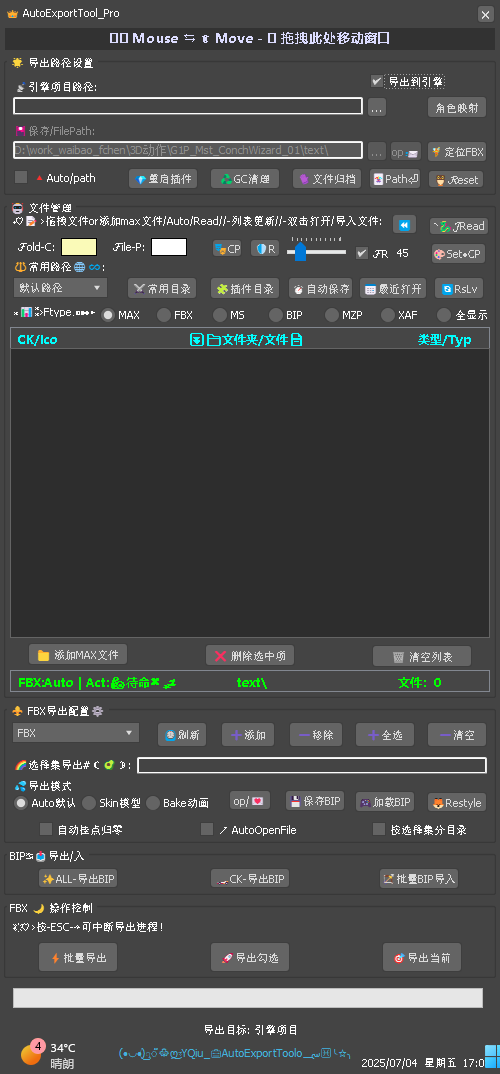 AutoExportTool_Pro
Mouse ⇆ Move - 拖拽此处移动窗口
导出路径设置
导出到引擎
引擎项目路径:
... 角色映射
保存/FilePath:
D:\work_waibao_fchen\3D动作\G1P_Mst_ConchWizard_01\text\ ... op 定位FBX
Auto/path 重启插件 GC清理 文件归档 Path Reset
文件管理
拖拽文件or添加max文件/Auto/Read//-列表更新//-双击打开/导入文件: Read
Fold-C: File-P: CP R R 45 Set•CP
常用路径 :
默认路径 常用目录 插件目录 自动保存 最近打开 RsLv
Ftype. MAX FBX MS BIP MZP XAF 全显示
CK/Ico 文件夹/文件 类型/Typ
添加MAX文件 删除选中项 清空列表
FBX:Auto | Act: 待命 text\ 文件: 0
FBX导出配置
FBX 刷新 添加 移除 全选 清空
选择集导出# :
导出模式
Auto默认 Skin模型 Bake动画 op/ 保存BIP 加载BIP Restyle
自动挂点归零 AutoOpenFile 按选择集分目录
BIP 导出/入
ALL-导出BIP CK-导出BIP 批量BIP导入
FBX 操作控制
按-ESC-→可中断导出进程!
批量导出 导出勾选 导出当前
导出目标: 引擎项目
4 34°C
晴朗
YQiu_ AutoExportToolo
2025/07/04 星期五 17:0